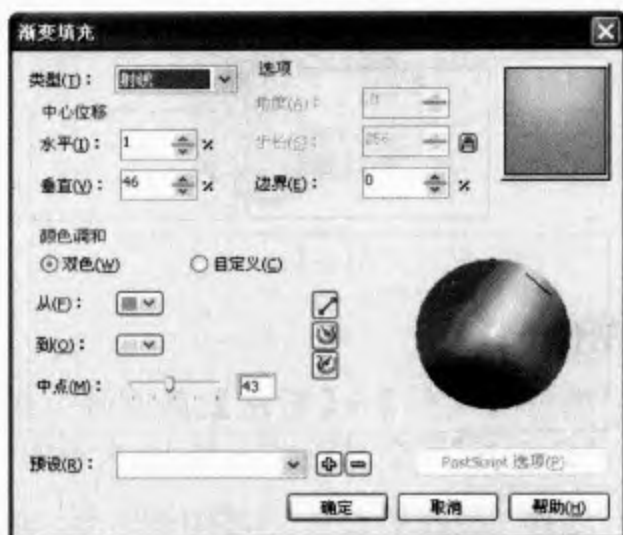 渐变填充
类型(T)： 射线
选项
中心位移
角度(A)： .0
水平(I)： 1 %
步长(S)： 256
垂直(V)： 46 %
边界(E)： 0 %
颜色调和
双色(W) 自定义(C)
从(F)：
到(O)：
中点(M)： 43
预设(R)：
PostScript 选项(P)
确定 取消 帮助(H)